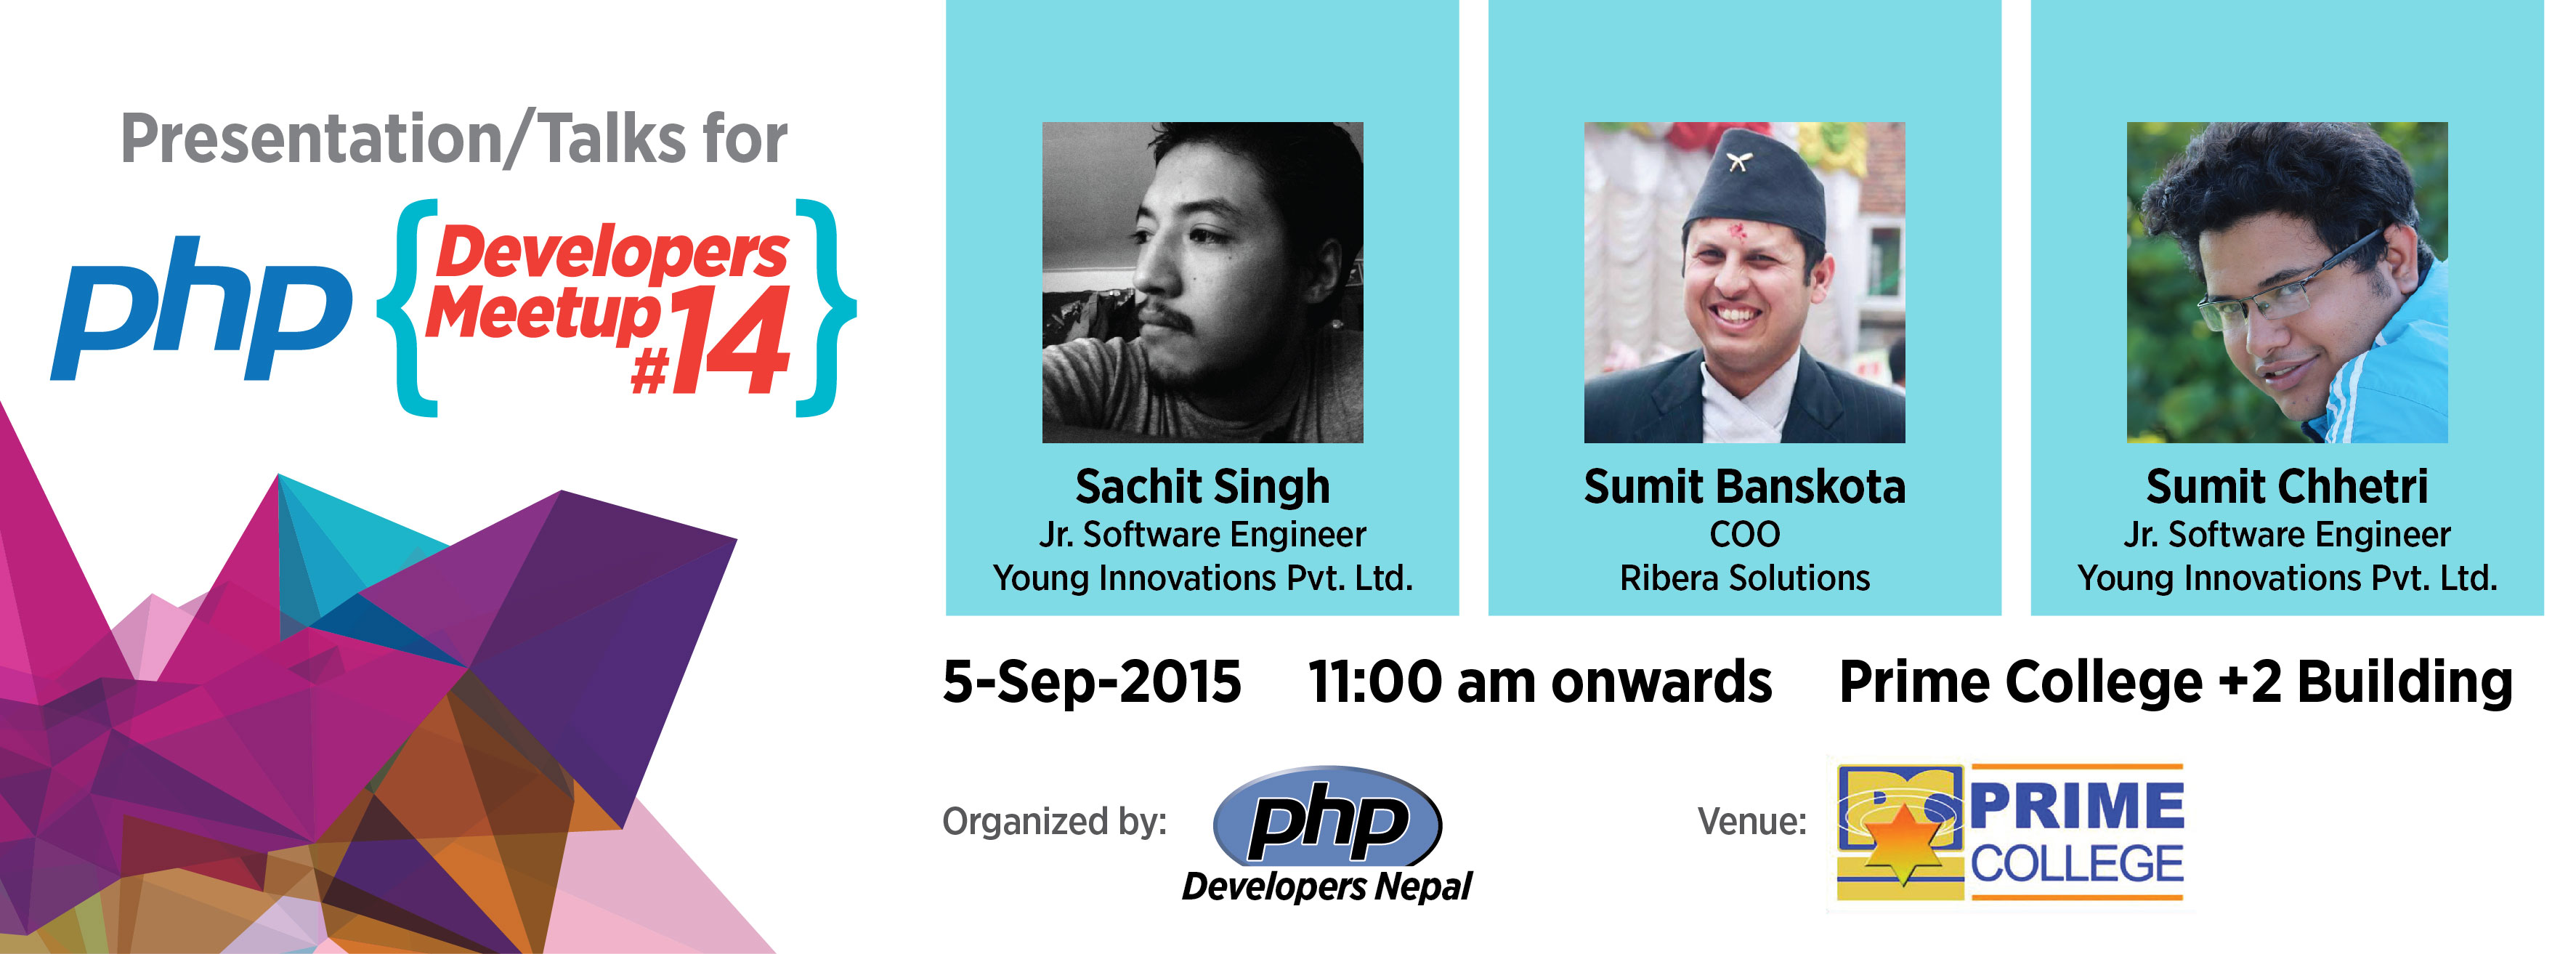 Presentation/Talks for
php
{Developers
Meetup
#14}
Sachit Singh
Jr. Software Engineer
Young Innovations Pvt. Ltd.
Sumit Banskota
COO
Ribera Solutions
Sumit Chhetri
Jr. Software Engineer
Young Innovations Pvt. Ltd.
5-Sep-2015 11:00 am onwards Prime College +2 Building
Organized by:
php
Developers Nepal
Venue:
PRIME
COLLEGE